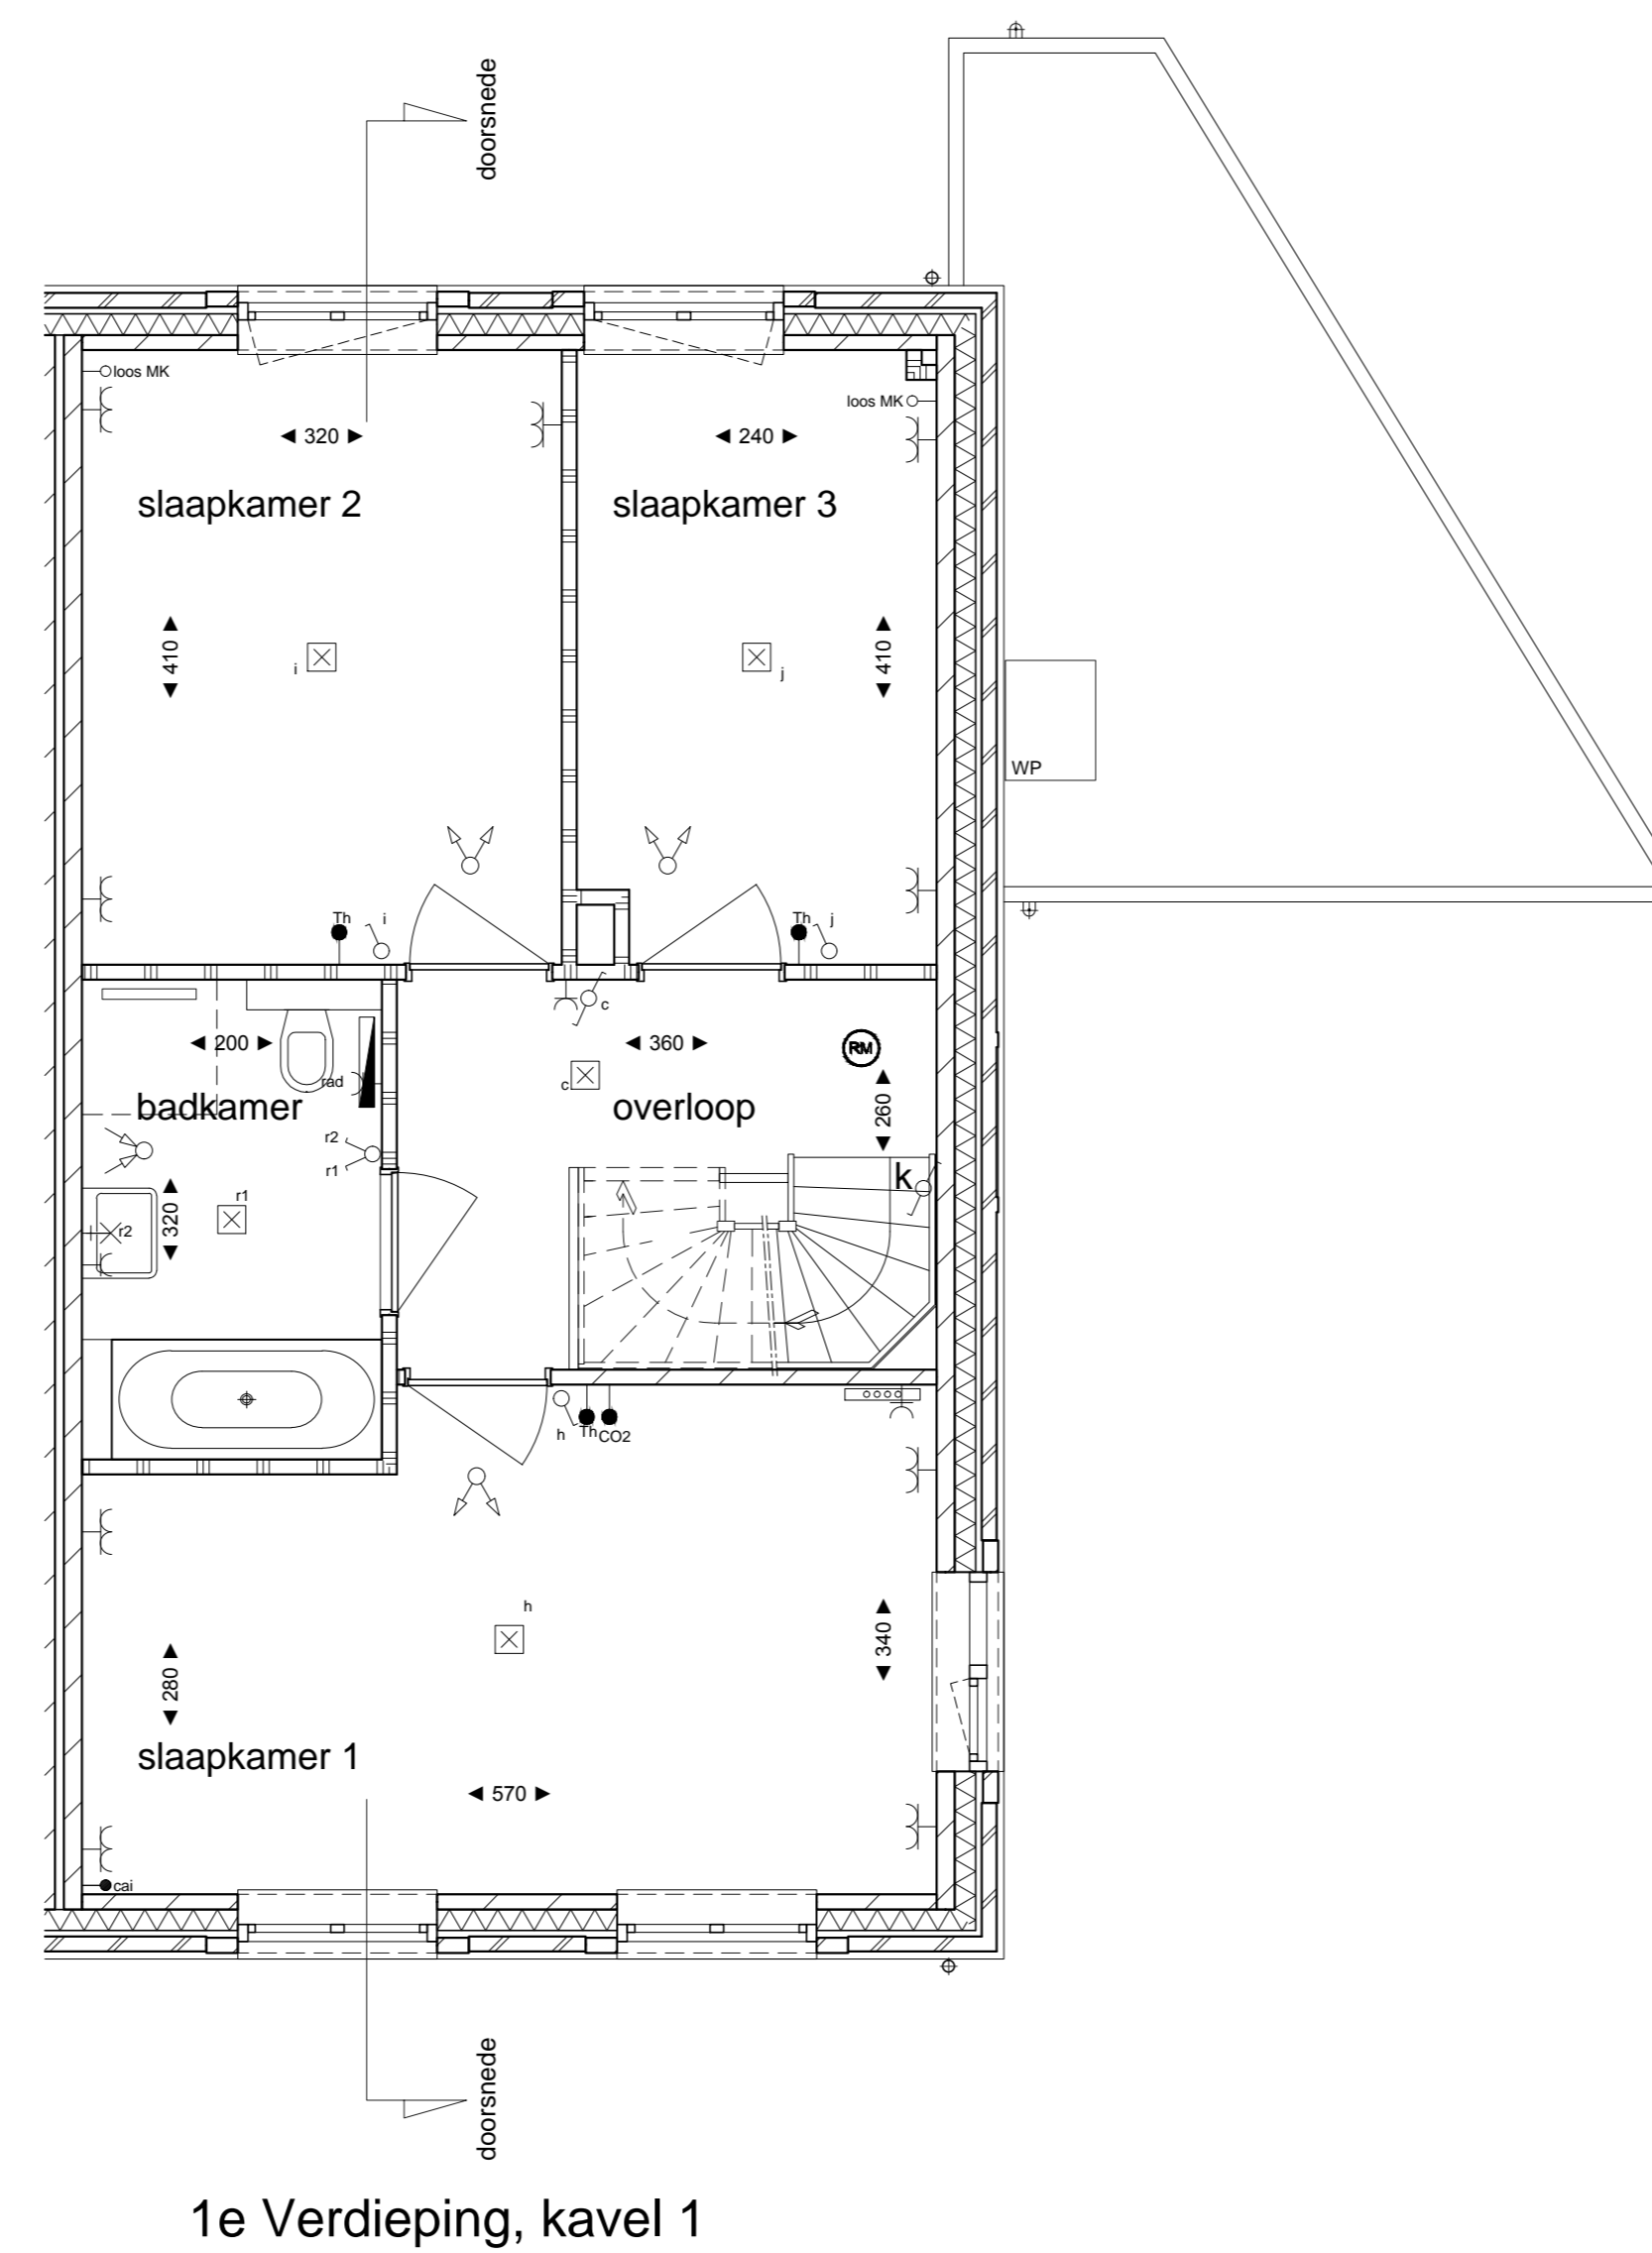 doorsnede
loos MK
loos MK
320
240
slaapkamer 2
slaapkamer 3
410
410
i
j
WP
Th
i
Th
j
c
200
360
RM
rad
c
260
badkamer
overloop
r2
r1
k
r1
320
r2
h
Th
CO2
h
340
280
slaapkamer 1
570
cai
doorsnede
1e Verdieping, kavel 1